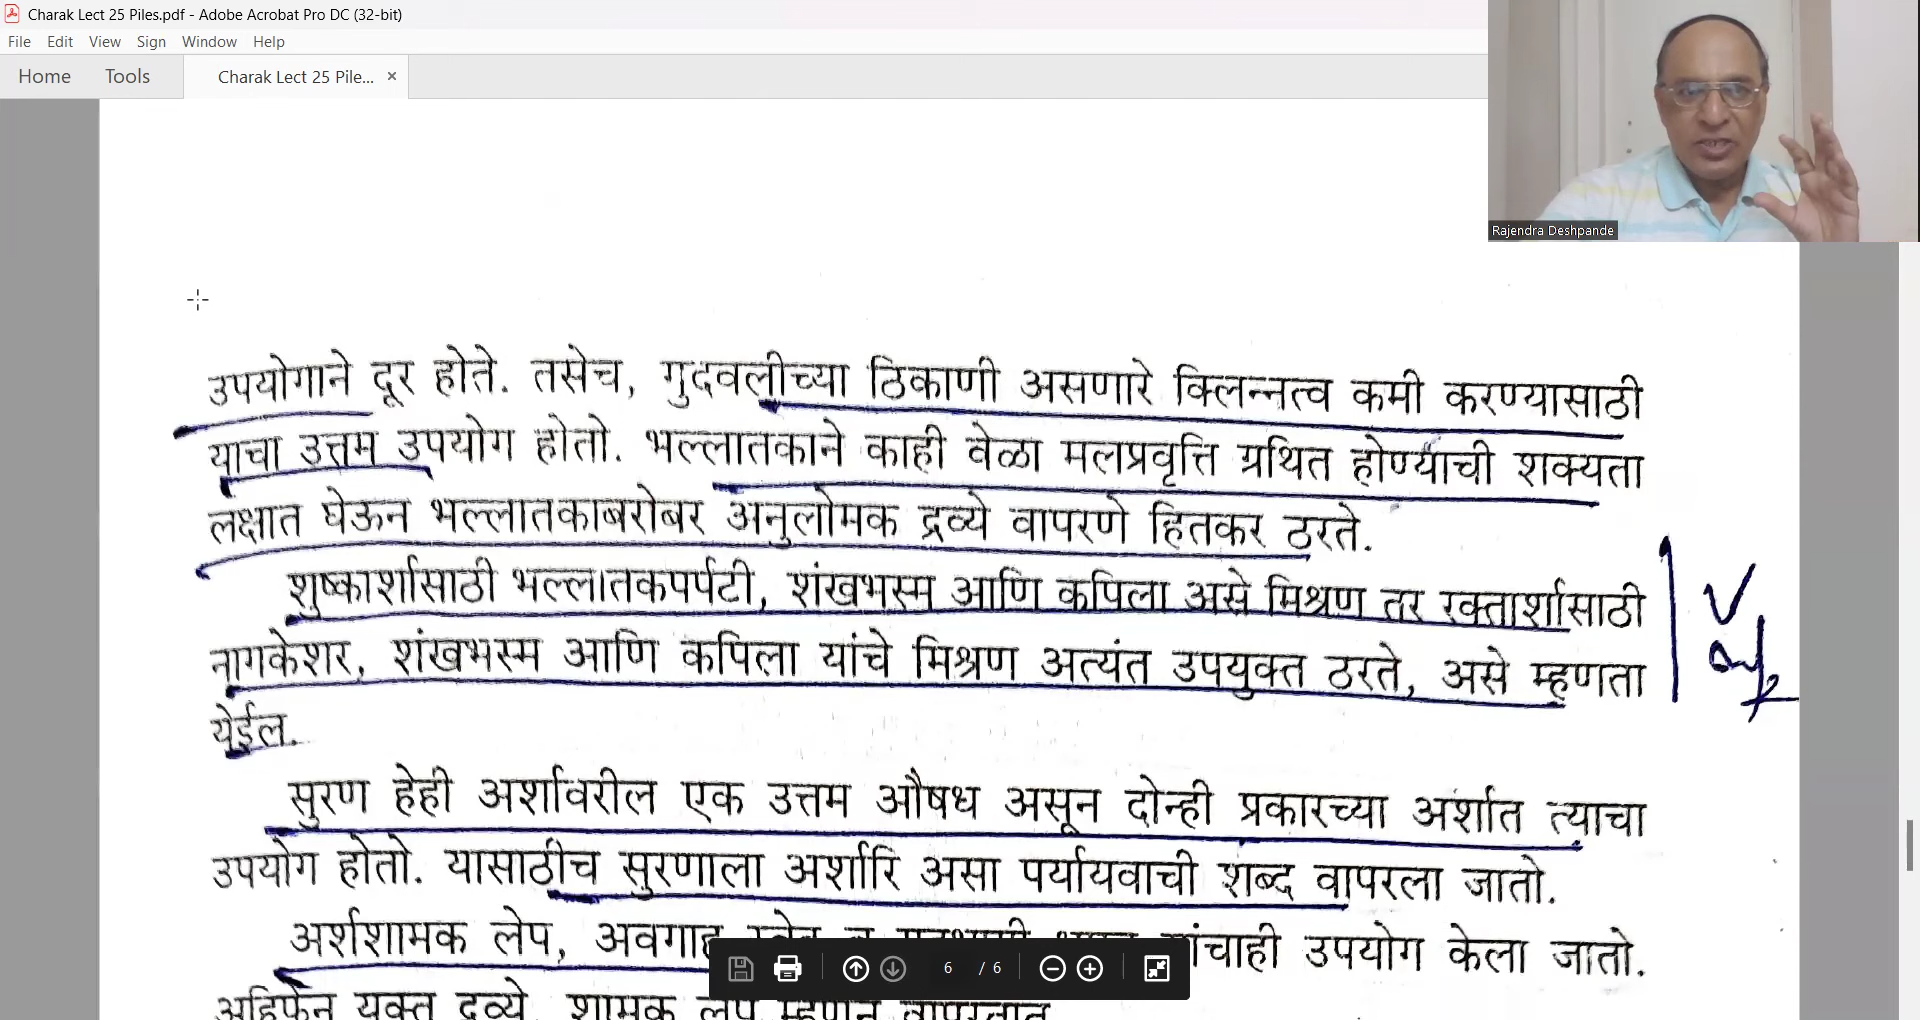 Charak Lect 25 Piles.pdf - Adobe Acrobat Pro DC (32-bit)
File Edit View Sign Window Help
Home Tools Charak Lect 25 Pile... ×
Rajendra Deshpande
उपयोगाने दूर होते. तसेच, गुदवलीच्या ठिकाणी असणारे क्लिन्नत्व कमी करण्यासाठी
याचा उत्तम उपयोग होतो. भल्लातकाने काही वेळा मलप्रवृत्ति ग्रथित होण्याची शक्यता
लक्षात घेऊन भल्लातकाबरोबर अनुलोमक द्रव्ये वापरणे हितकर ठरते.
शुष्कार्शासाठी भल्लातकपर्पटी, शंखभस्म आणि कपिला असे मिश्रण तर रक्तार्शासाठी
नागकेशर, शंखभस्म आणि कपिला यांचे मिश्रण अत्यंत उपयुक्त ठरते, असे म्हणता
येईल.
सुरण हेही अर्शावरील एक उत्तम औषध असून दोन्ही प्रकारच्या अर्शात त्याचा
उपयोग होतो. यासाठीच सुरणाला अर्शारि असा पर्यायवाची शब्द वापरला जातो.
अर्शशामक लेप, अवगाह यांचाही उपयोग केला जातो.
अहिफेन युक्त द्रव्ये, शामक लेप म्हणून वापरतात
6 / 6